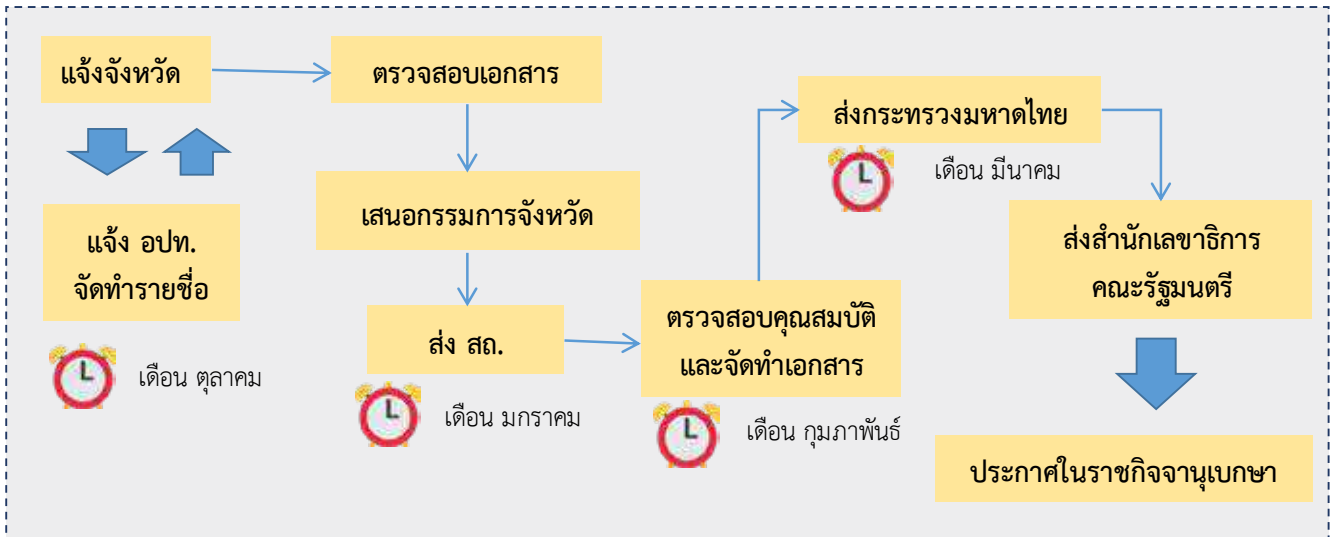 แจ้งจังหวัด
ตรวจสอบเอกสาร
ส่งกระทรวงมหาดไทย
เดือน มีนาคม
แจ้ง อปท.
จัดทำรายชื่อ
เดือน ตุลาคม
เสนอกรรมการจังหวัด
ส่ง สถ.
เดือน มกราคม
ตรวจสอบคุณสมบัติ
และจัดทำเอกสาร
เดือน กุมภาพันธ์
ส่งสำนักเลขาธิการ
คณะรัฐมนตรี
ประกาศในราชกิจจานุเบกษา